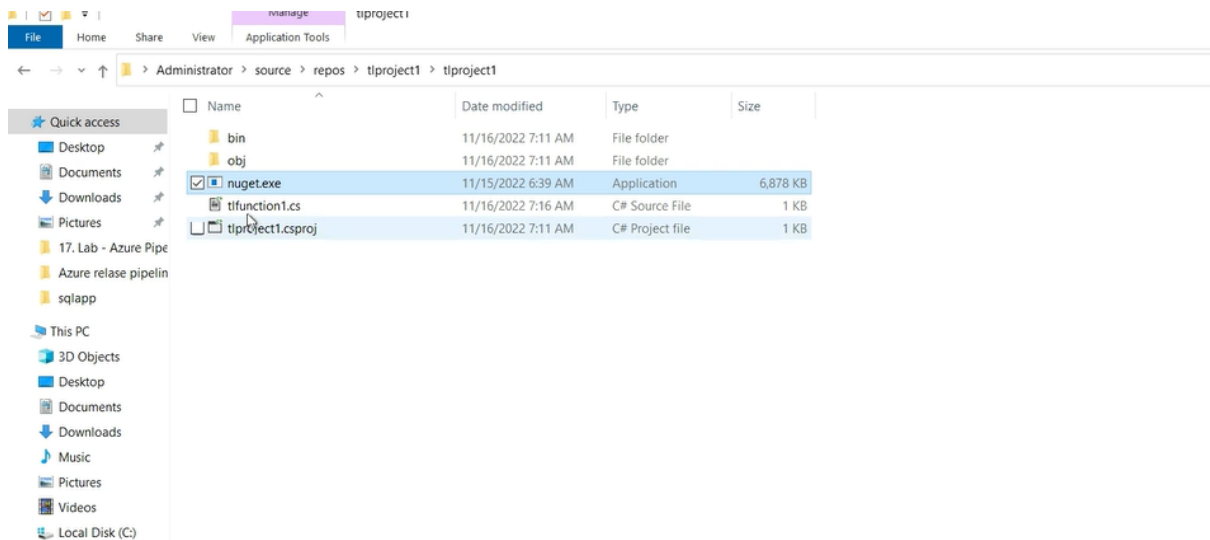 Manage tlproject1
File Home Share View Application Tools
Administrator > source > repos > tlproject1 > tlproject1
Name Date modified Type Size
Quick access
Desktop
Documents
Downloads
Pictures
17. Lab - Azure Pipe
Azure relase pipelin
sqlapp
This PC
3D Objects
Desktop
Documents
Downloads
Music
Pictures
Videos
Local Disk (C:)
bin 11/16/2022 7:11 AM File folder
obj 11/16/2022 7:11 AM File folder
nuget.exe 11/15/2022 6:39 AM Application 6,878 KB
tlfunction1.cs 11/16/2022 7:16 AM C# Source File 1 KB
tlproject1.csproj 11/16/2022 7:11 AM C# Project file 1 KB